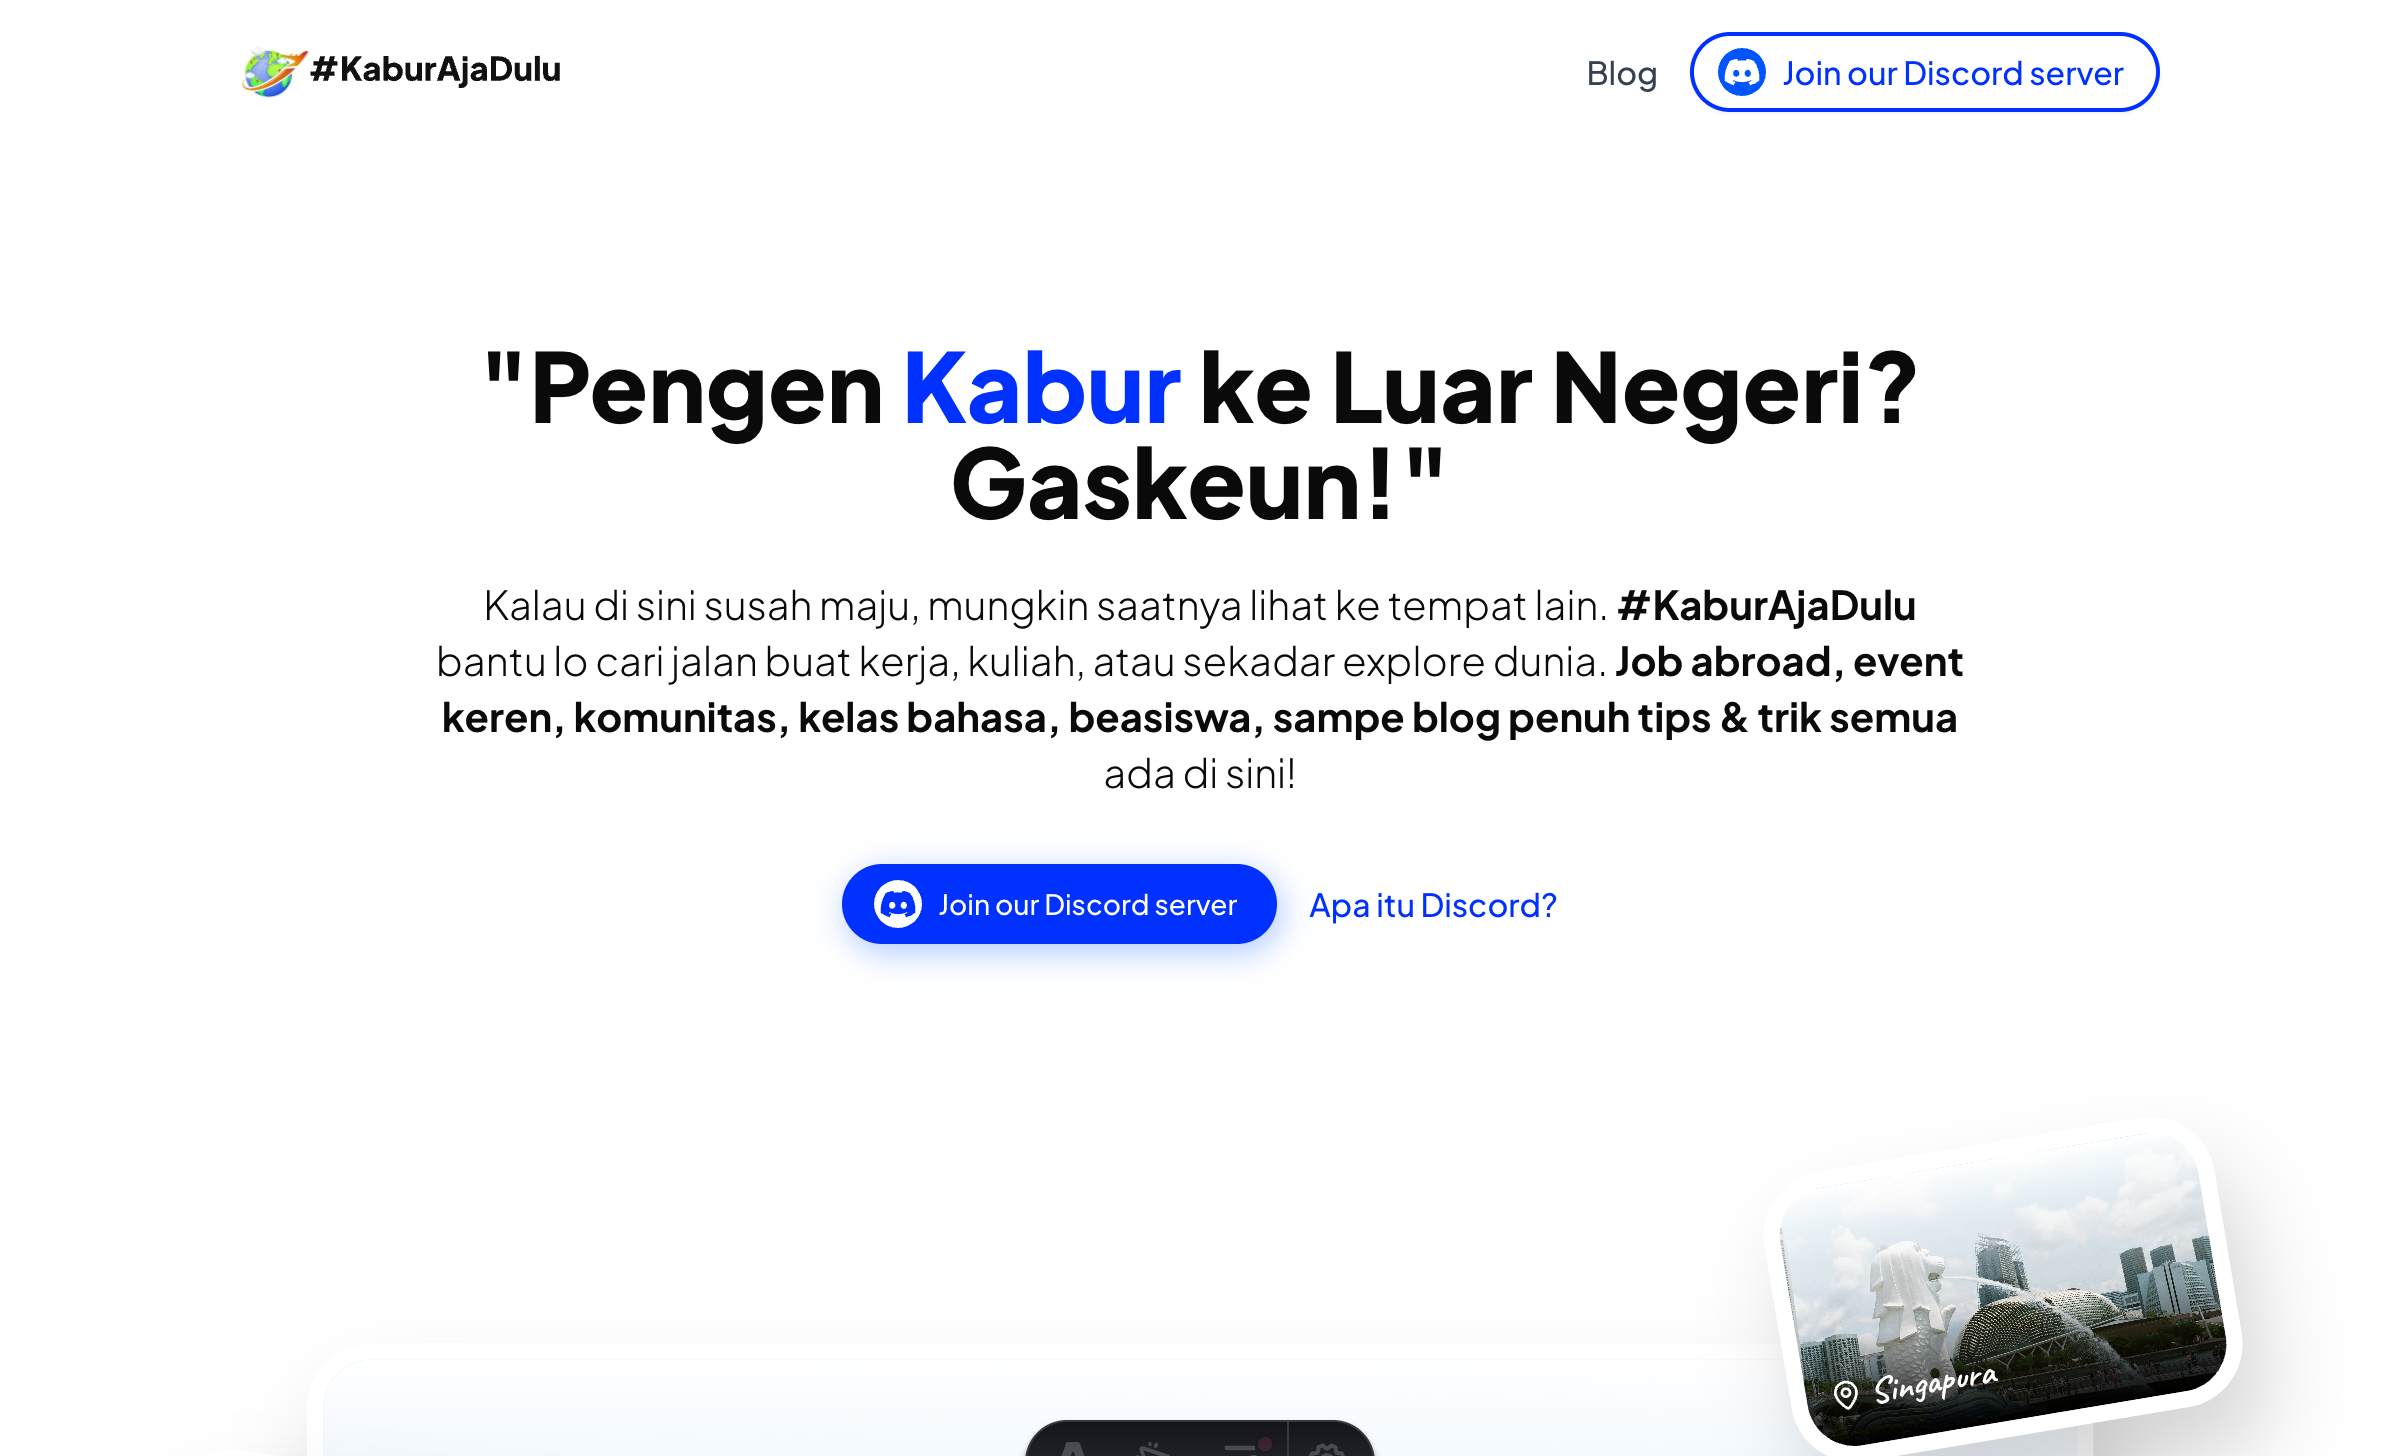 #KaburAjaDulu
Blog
Join our Discord server
"Pengen Kabur ke Luar Negeri?
Gaskeun!"
Kalau di sini susah maju, mungkin saatnya lihat ke tempat lain. #KaburAjaDulu
bantu lo cari jalan buat kerja, kuliah, atau sekadar explore dunia. Job abroad, event
keren, komunitas, kelas bahasa, beasiswa, sampe blog penuh tips & trik semua
ada di sini!
Join our Discord server
Apa itu Discord?
Singapura